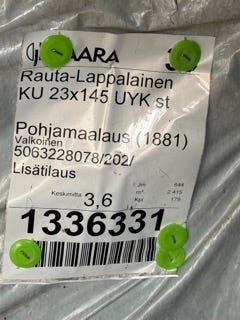 Rauta-Lappalainen
KU 23x145 UYK st
Pohjamaalaus (1881)
Valkoinen
5063228078/202/
Lisätilaus
Keskimitta 3,6
Jm 644
m² 2.415
Kpl 179
1336331